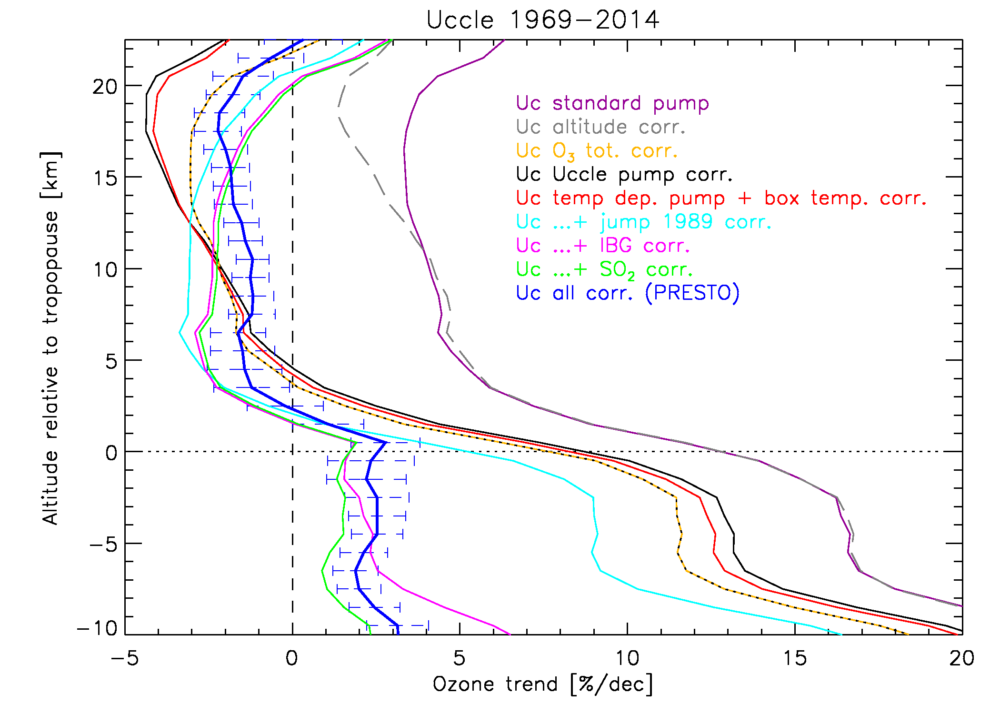 Uccle 1969-2014
Altitude relative to tropopause [km]
20
15
10
5
0
-5
-10
Uc standard pump
Uc altitude corr.
Uc O₃ tot. corr.
Uc Uccle pump corr.
Uc temp dep. pump + box temp. corr.
Uc ...+ jump 1989 corr.
Uc ...+ IBG corr.
Uc ...+ SO₂ corr.
Uc all corr. (PRESTO)
-5 0 5 10 15 20
Ozone trend [%/dec]